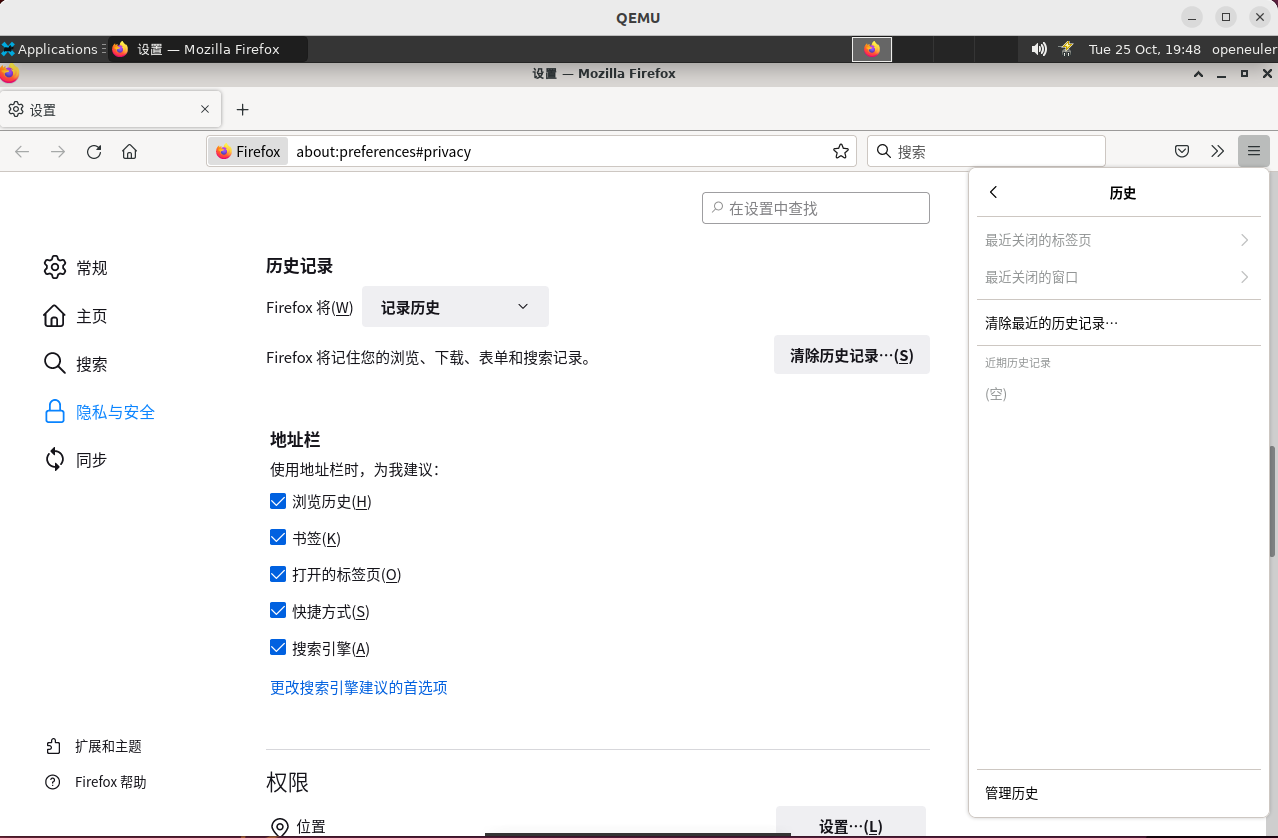 QEMU
Applications
设置 — Mozilla Firefox
Tue 25 Oct, 19:48
openeuler
设置 — Mozilla Firefox
设置
Firefox
about:preferences#privacy
搜索
在设置中查找
常规
主页
搜索
隐私与安全
同步
扩展和主题
Firefox 帮助
历史记录
Firefox 将(W)
记录历史
Firefox 将记住您的浏览、下载、表单和搜索记录。
清除历史记录…(S)
地址栏
使用地址栏时，为我建议：
浏览历史(H)
书签(K)
打开的标签页(O)
快捷方式(S)
搜索引擎(A)
更改搜索引擎建议的首选项
权限
位置
设置…(L)
历史
最近关闭的标签页
最近关闭的窗口
清除最近的历史记录…
近期历史记录
(空)
管理历史